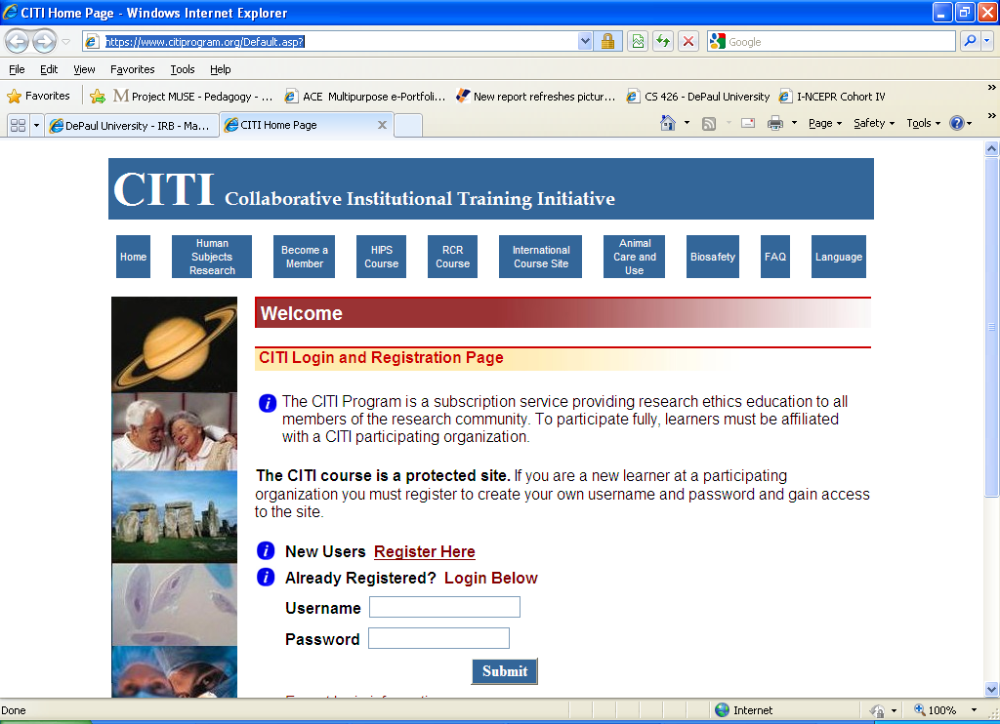 CITI Home Page - Windows Internet Explorer
https://www.citiprogram.org/Default.asp?
Google
File Edit View Favorites Tools Help
Favorites Project MUSE - Pedagogy - ... ACE Multipurpose e-Portfoli... New report refreshes pictur... CS 426 - DePaul University I-NCEPR Cohort IV
DePaul University - IRB - Ma... CITI Home Page Page Safety Tools
CITI Collaborative Institutional Training Initiative
Home
Human
Subjects
Research
Become a
Member
HIPS
Course
RCR
Course
International
Course Site
Animal
Care and
Use
Biosafety
FAQ
Language
Welcome
CITI Login and Registration Page
The CITI Program is a subscription service providing research ethics education to all
members of the research community. To participate fully, learners must be affiliated
with a CITI participating organization.
The CITI course is a protected site. If you are a new learner at a participating
organization you must register to create your own username and password and gain access
to the site.
New Users Register Here
Already Registered? Login Below
Username
Password
Submit
Done Internet 100%